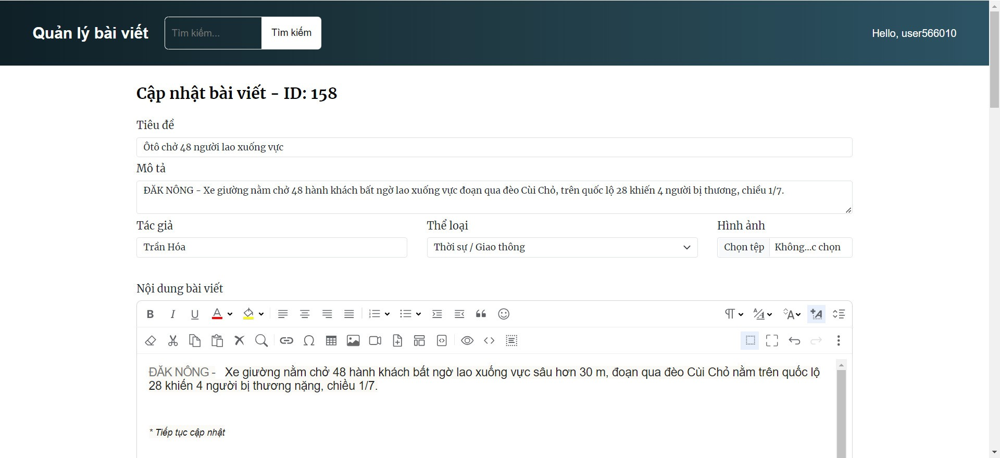 Quản lý bài viết
Tìm kiếm...
Tìm kiếm
Hello, user566010
Cập nhật bài viết - ID: 158
Tiêu đề
Ôtô chở 48 người lao xuống vực
Mô tả
ĐĂK NÔNG - Xe giường nằm chở 48 hành khách bất ngờ lao xuống vực đoạn qua đèo Cùi Chỏ, trên quốc lộ 28 khiến 4 người bị thương, chiều 1/7.
Tác giả
Thể loại
Hình ảnh
Trần Hóa
Thời sự / Giao thông
Chọn tệp
Không...c chọn
Nội dung bài viết
ĐĂK NÔNG - Xe giường nằm chở 48 hành khách bất ngờ lao xuống vực sâu hơn 30 m, đoạn qua đèo Cùi Chỏ nằm trên quốc lộ
28 khiến 4 người bị thương nặng, chiều 1/7.
* Tiếp tục cập nhật